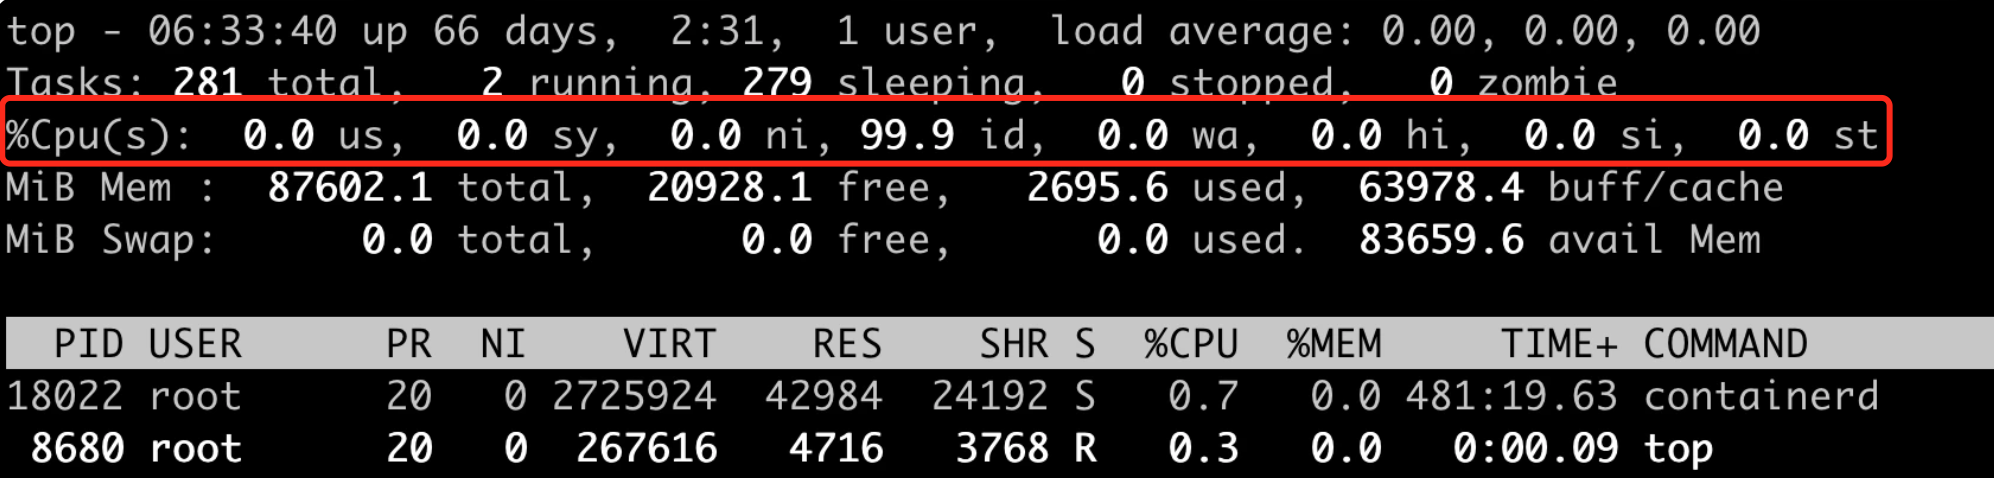 top - 06:33:40 up 66 days,  2:31,  1 user,  load average: 0.00, 0.00, 0.00
Tasks: 281 total,   2 running, 279 sleeping,   0 stopped,   0 zombie
%Cpu(s):  0.0 us,  0.0 sy,  0.0 ni, 99.9 id,  0.0 wa,  0.0 hi,  0.0 si,  0.0 st
MiB Mem :  87602.1 total,  20928.1 free,   2695.6 used,  63978.4 buff/cache
MiB Swap:      0.0 total,      0.0 free,      0.0 used.  83659.6 avail Mem
  PID USER      PR  NI    VIRT    RES    SHR S  %CPU  %MEM     TIME+ COMMAND
18022 root      20   0 2725924  42984  24192 S   0.7   0.0 481:19.63 containerd
 8680 root      20   0  267616   4716   3768 R   0.3   0.0   0:00.09 top